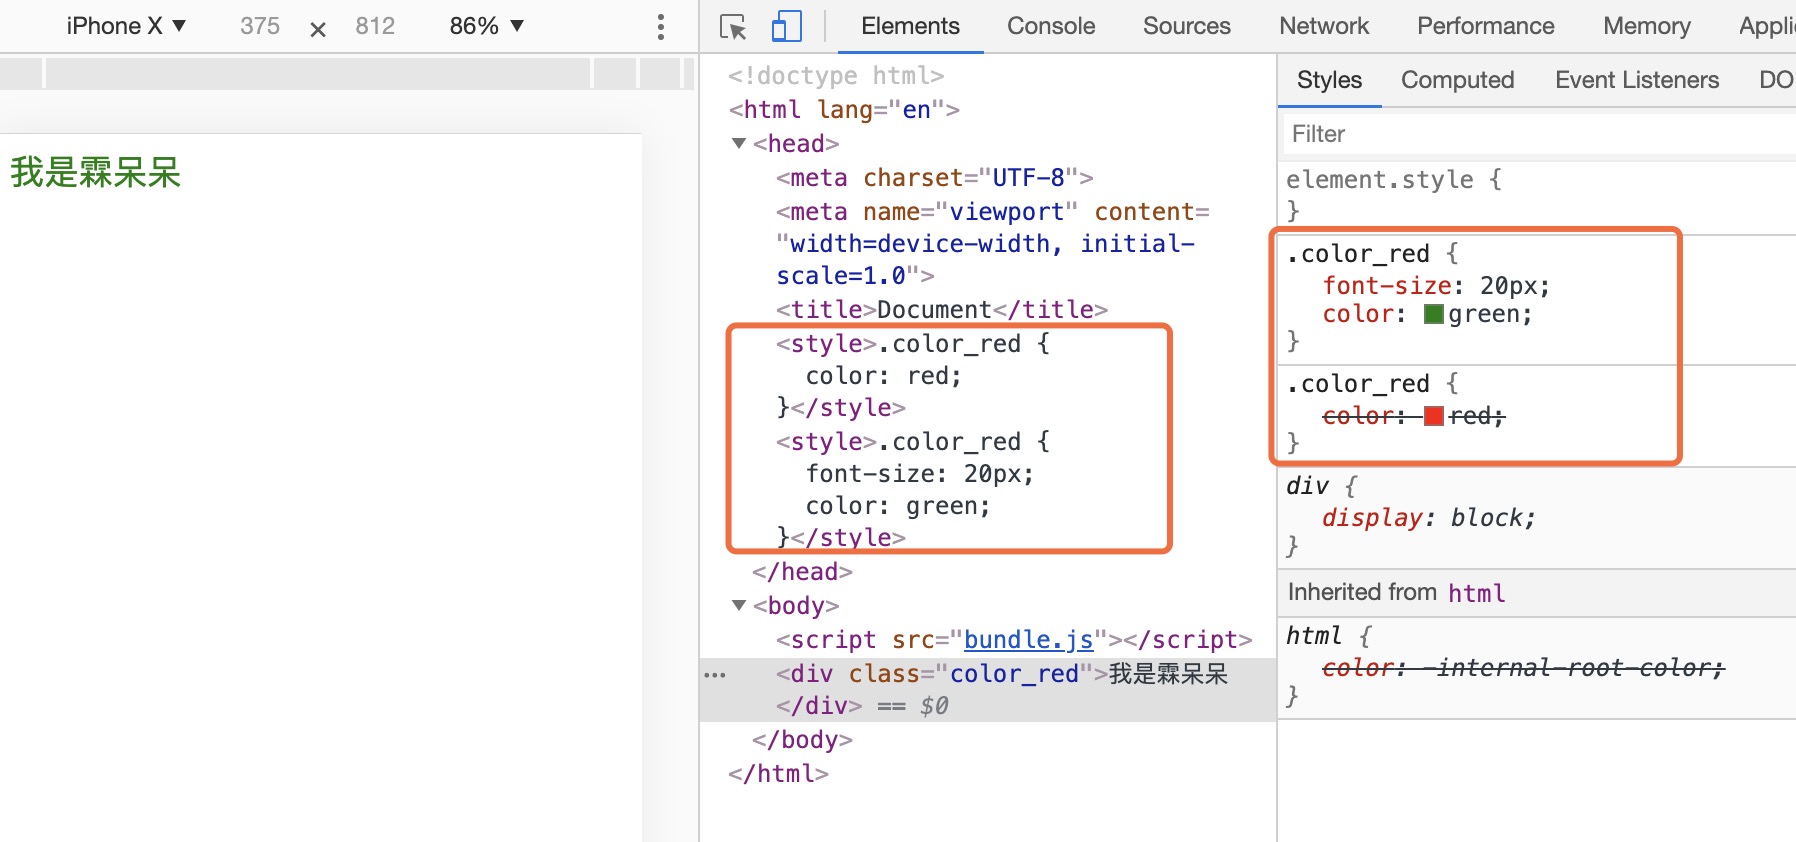 iPhone X ▼ 375 × 812 86% ▼
Elements Console Sources Network Performance Memory Appli
我是霖呆呆
<!doctype html>
<html lang="en">
▼<head>
<meta charset="UTF-8">
<meta name="viewport" content=
"width=device-width, initial-
scale=1.0">
<title>Document</title>
<style>.color_red {
color: red;
}</style>
<style>.color_red {
font-size: 20px;
color: green;
}</style>
</head>
▼<body>
<script src="bundle.js"></script>
<div class="color_red">我是霖呆呆
</div> == $0
</body>
</html>
Styles Computed Event Listeners DO
Filter
element.style {
}
.color_red {
font-size: 20px;
color: green;
}
.color_red {
color: red;
}
div {
display: block;
}
Inherited from html
html {
color: -internal-root-color;
}